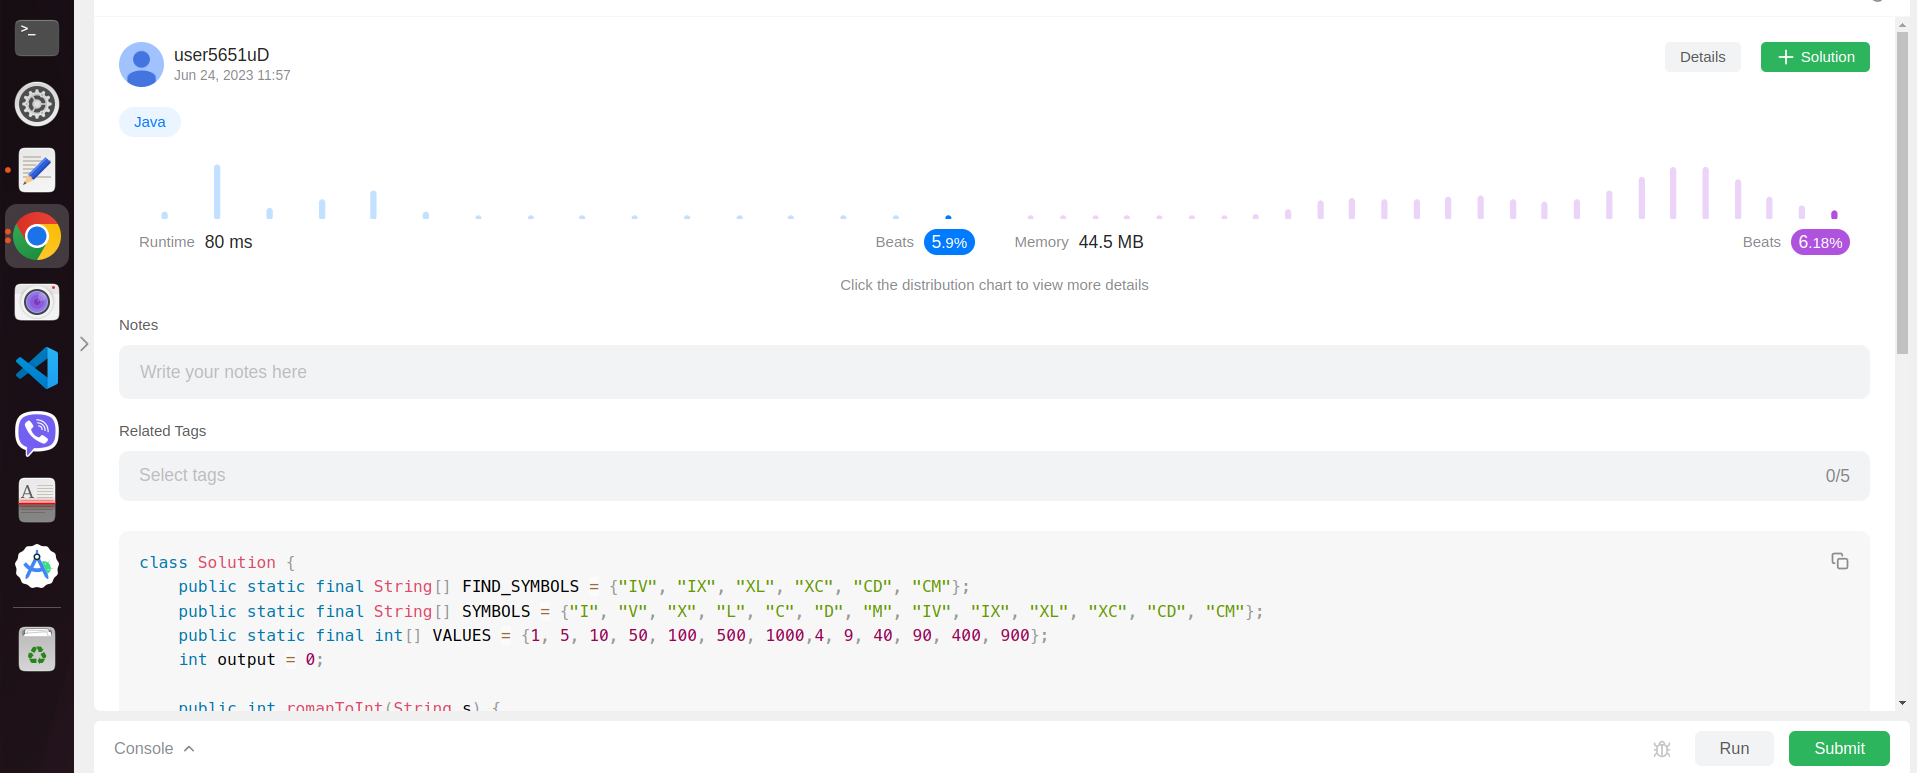 user5651uD
Jun 24, 2023 11:57
Details
Solution
Java
Runtime 80 ms
Beats 5.9%
Memory 44.5 MB
Beats 6.18%
Click the distribution chart to view more details
Notes
Write your notes here
Related Tags
Select tags
0/5
class Solution {
public static final String[] FIND_SYMBOLS = {"IV", "IX", "XL", "XC", "CD", "CM"};
public static final String[] SYMBOLS = {"I", "V", "X", "L", "C", "D", "M", "IV", "IX", "XL", "XC", "CD", "CM"};
public static final int[] VALUES = {1, 5, 10, 50, 100, 500, 1000,4, 9, 40, 90, 400, 900};
int output = 0;
public int romanToInt(String s) {
Console
Run
Submit